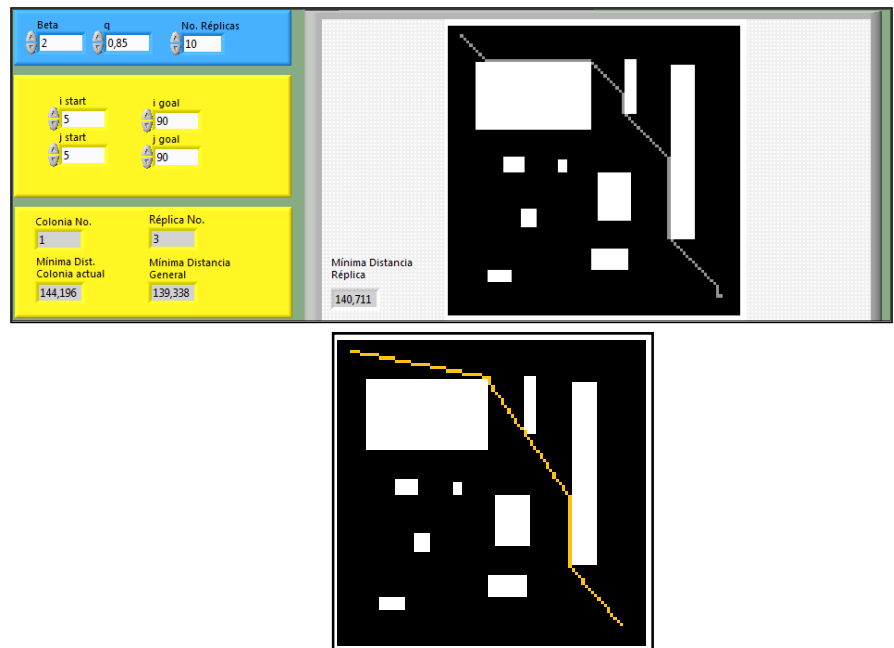 Beta q No. Réplicas
2 0,85 10
i start i goal
5 90
j start j goal
5 90
Colonia No. Réplica No.
1 3
Mínima Dist. Mínima Distancia
Colonia actual General
144,196 139,338
Mínima Distancia
Réplica
140,711